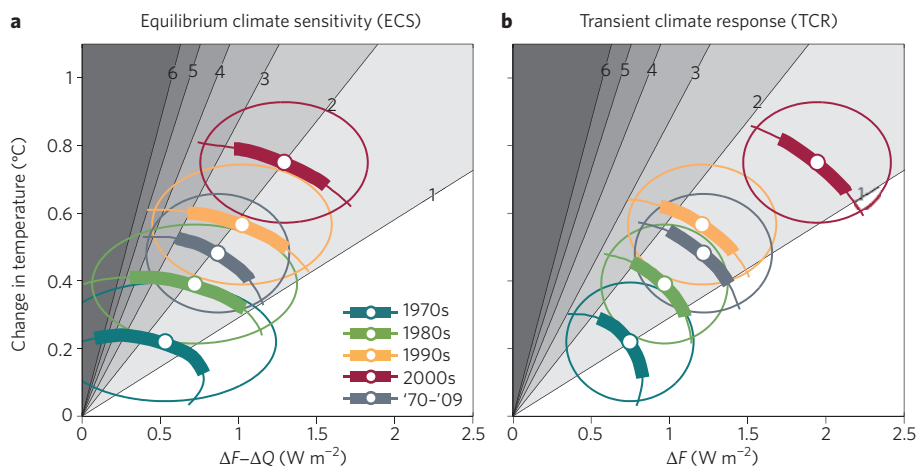 a Equilibrium climate sensitivity (ECS)
b Transient climate response (TCR)
Change in temperature (°C)
1
0.8
0.6
0.4
0.2
0
6 5 4 3
2
1
6 5 4 3
2
1
1970s
1980s
1990s
2000s
'70–'09
0 0.5 1 1.5 2 2.5
0 0.5 1 1.5 2 2.5
ΔF–ΔQ (W m⁻²)
ΔF (W m⁻²)